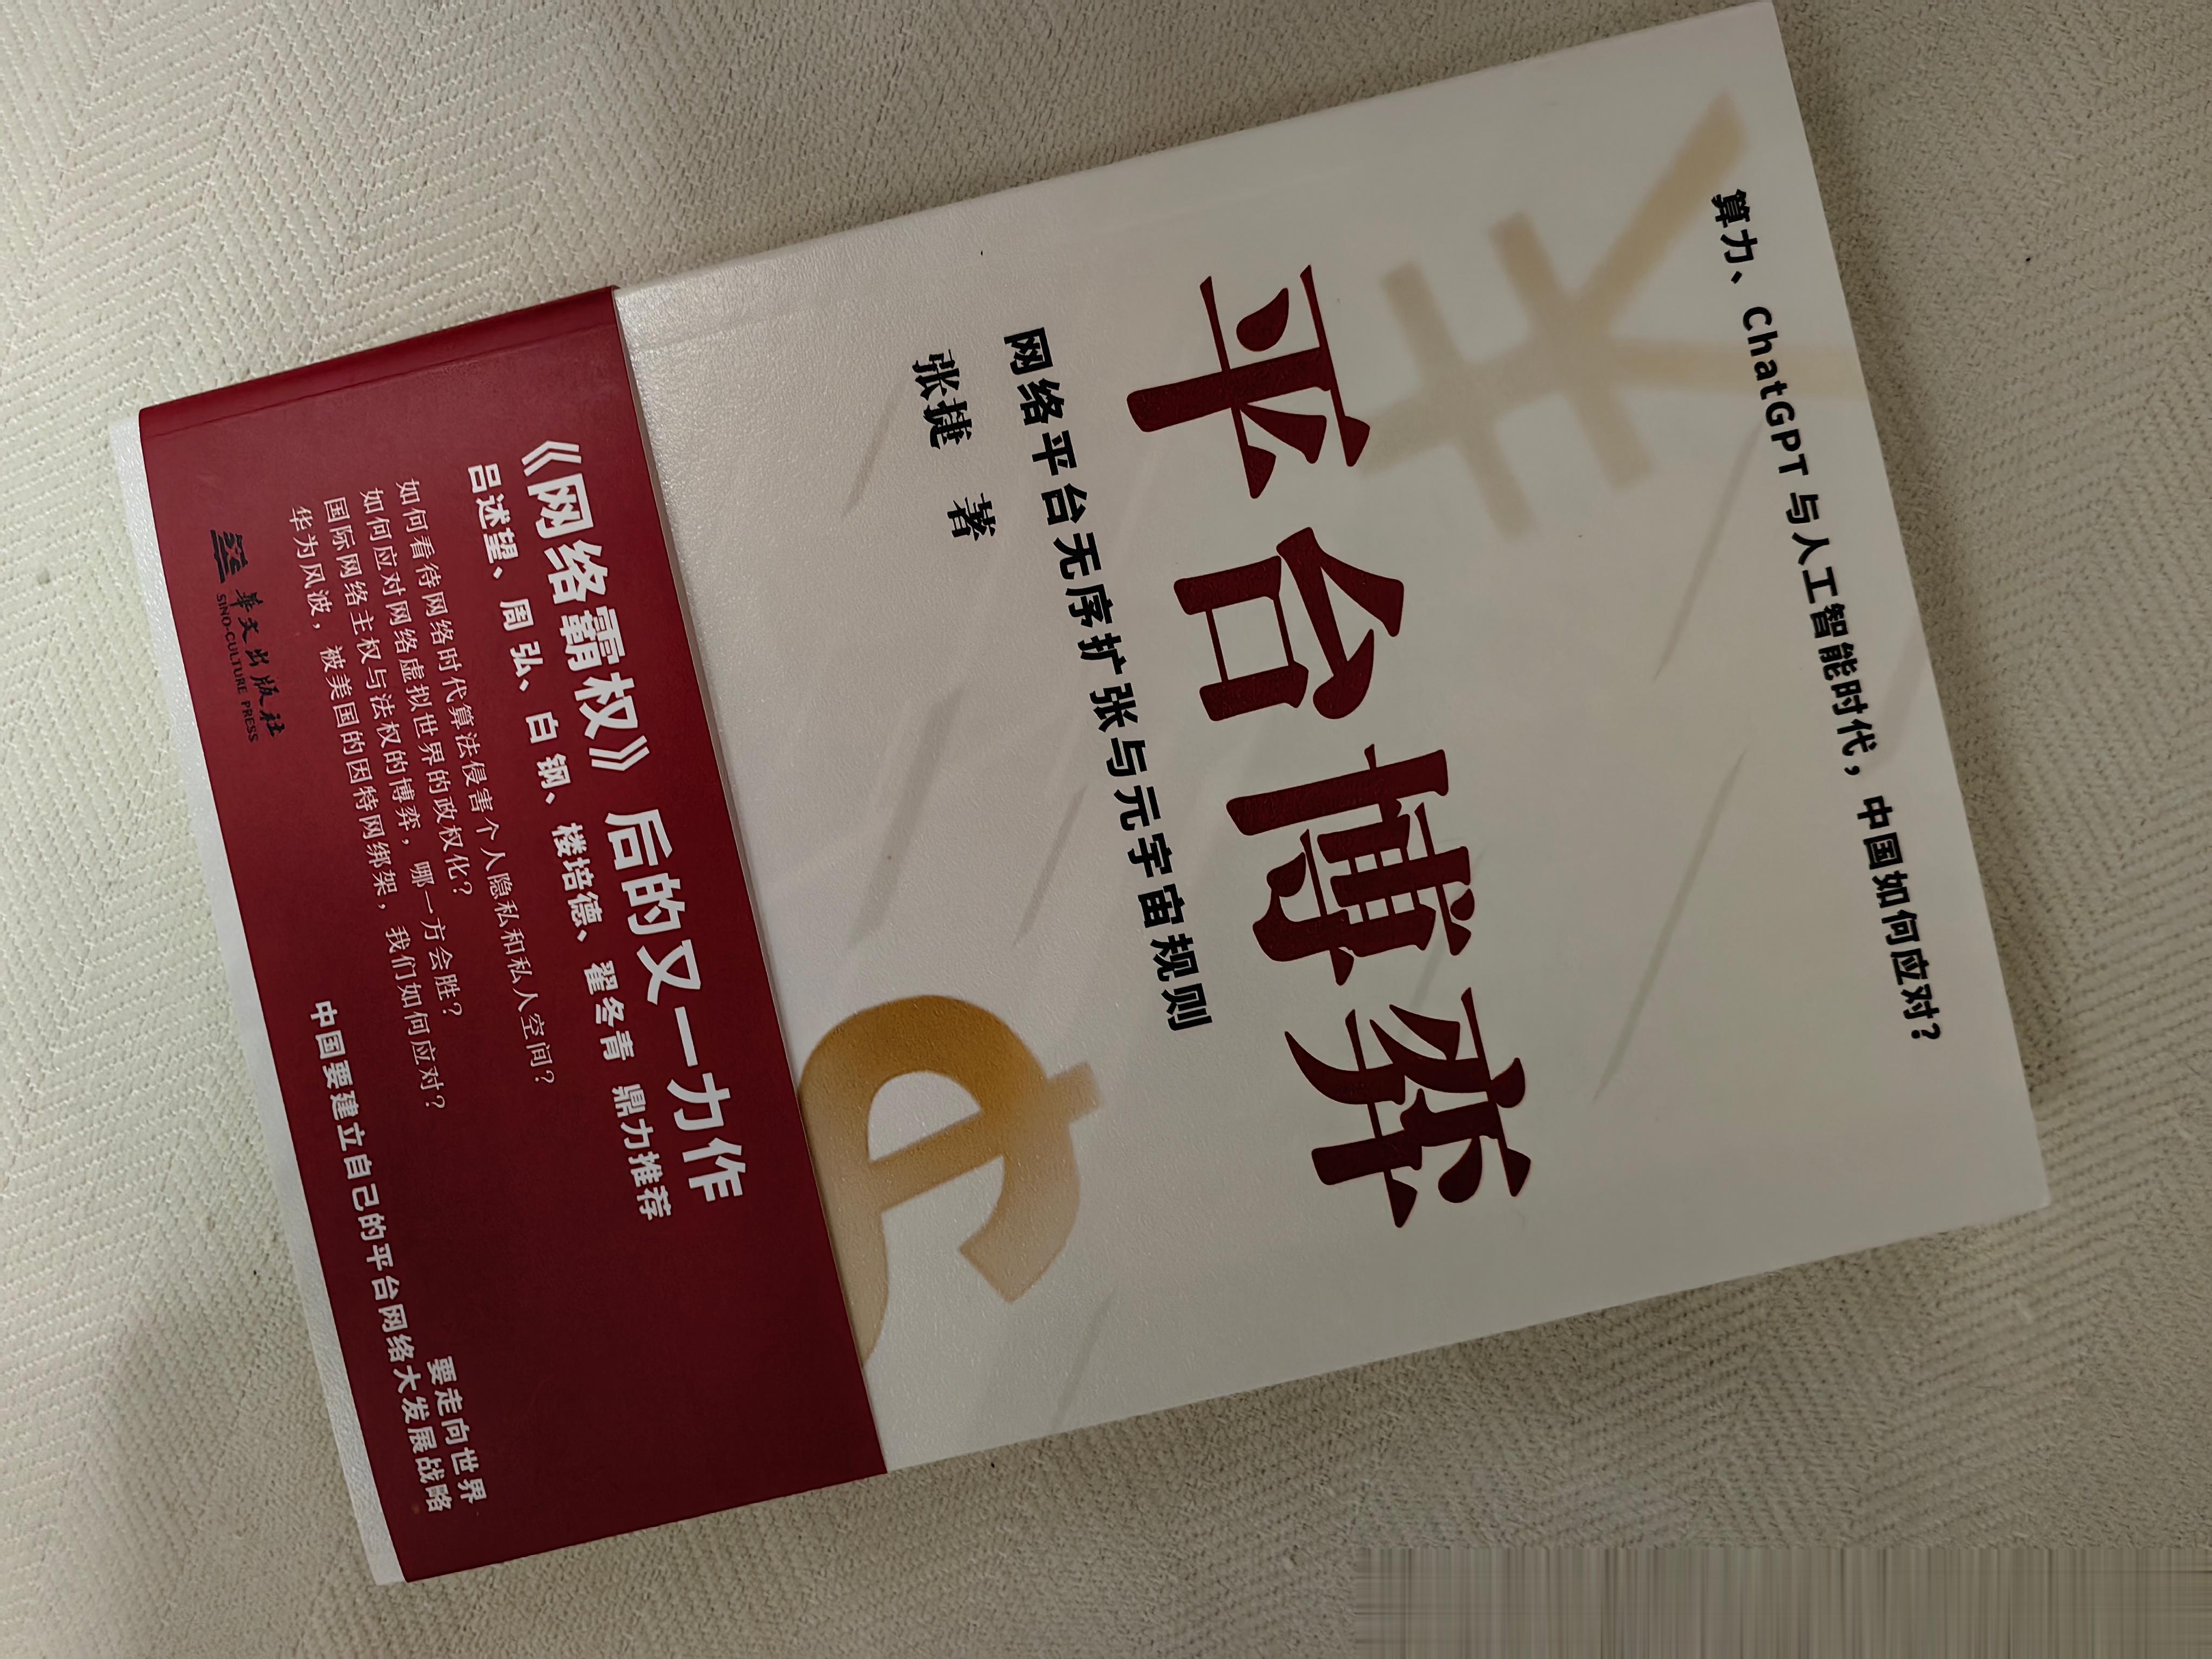 算力、ChatGPT 与人工智能时代，中国如何应对？
平台博弈
网络平台无序扩张与元宇宙规则
张捷 著
《网络霸权》后的又一力作
吕述望、周弘、白钢、楼培德、翟冬青 鼎力推荐
如何看待网络时代算法侵害个人隐私和私人空间？
如何应对网络虚拟世界的政权化？
国际网络主权与法权的博弈，哪一方会胜？
华为风波，被美国的因特网绑架，我们如何应对？
要走向世界
中国要建立自己的平台网络大发展战略
华文出版社
SINO-CULTURE PRESS